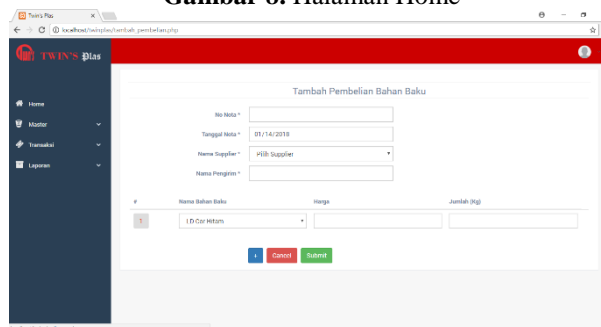 Gambar 8. Halaman Home
Twin's Plas
localhost/twinplas/tambah_pembelian.php
TWIN'S Plas
Home
Master
Transaksi
Laporan
Tambah Pembelian Bahan Baku
No Nota *
Tanggal Nota * 01/14/2018
Nama Supplier * Pilih Supplier
Nama Pengirim *
# Nama Bahan Baku Harga Jumlah (Kg)
1 LD Cor Hitam
+ Cancel Submit